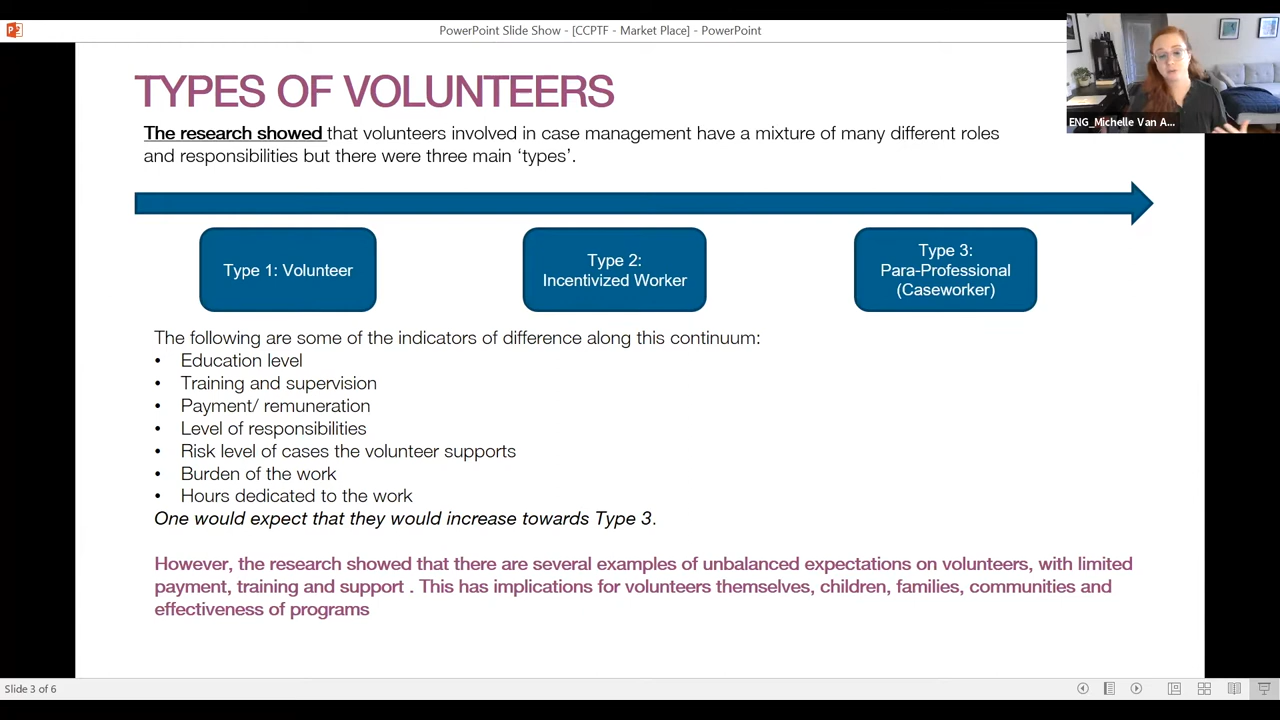 PowerPoint Slide Show - [CCPTF - Market Place] - PowerPoint
TYPES OF VOLUNTEERS
The research showed that volunteers involved in case management have a mixture of many different roles
and responsibilities but there were three main ‘types’.
ENG_Michelle Van A...
Type 1: Volunteer
Type 2:
Incentivized Worker
Type 3:
Para-Professional
(Caseworker)
The following are some of the indicators of difference along this continuum:
• Education level
• Training and supervision
• Payment/ remuneration
• Level of responsibilities
• Risk level of cases the volunteer supports
• Burden of the work
• Hours dedicated to the work
One would expect that they would increase towards Type 3.
However, the research showed that there are several examples of unbalanced expectations on volunteers, with limited
payment, training and support . This has implications for volunteers themselves, children, families, communities and
effectiveness of programs
Slide 3 of 6